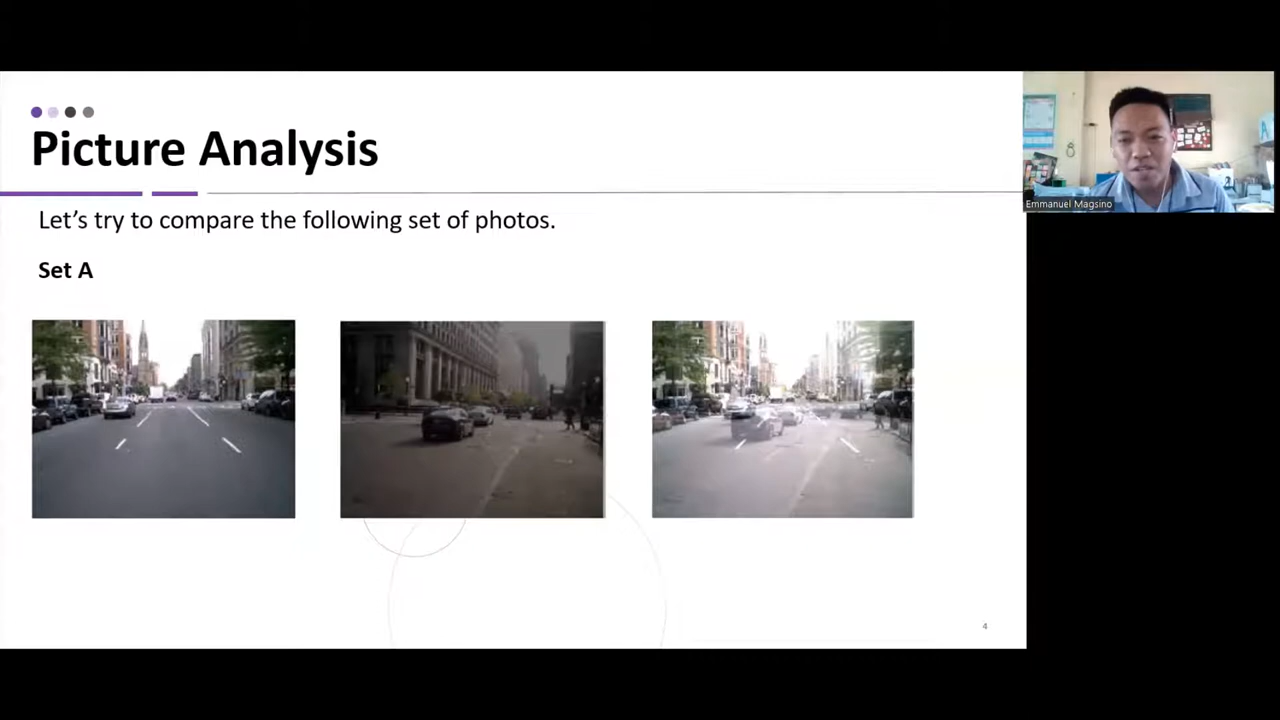 Picture Analysis
Let's try to compare the following set of photos.
Set A
Emmanuel Magsino
4